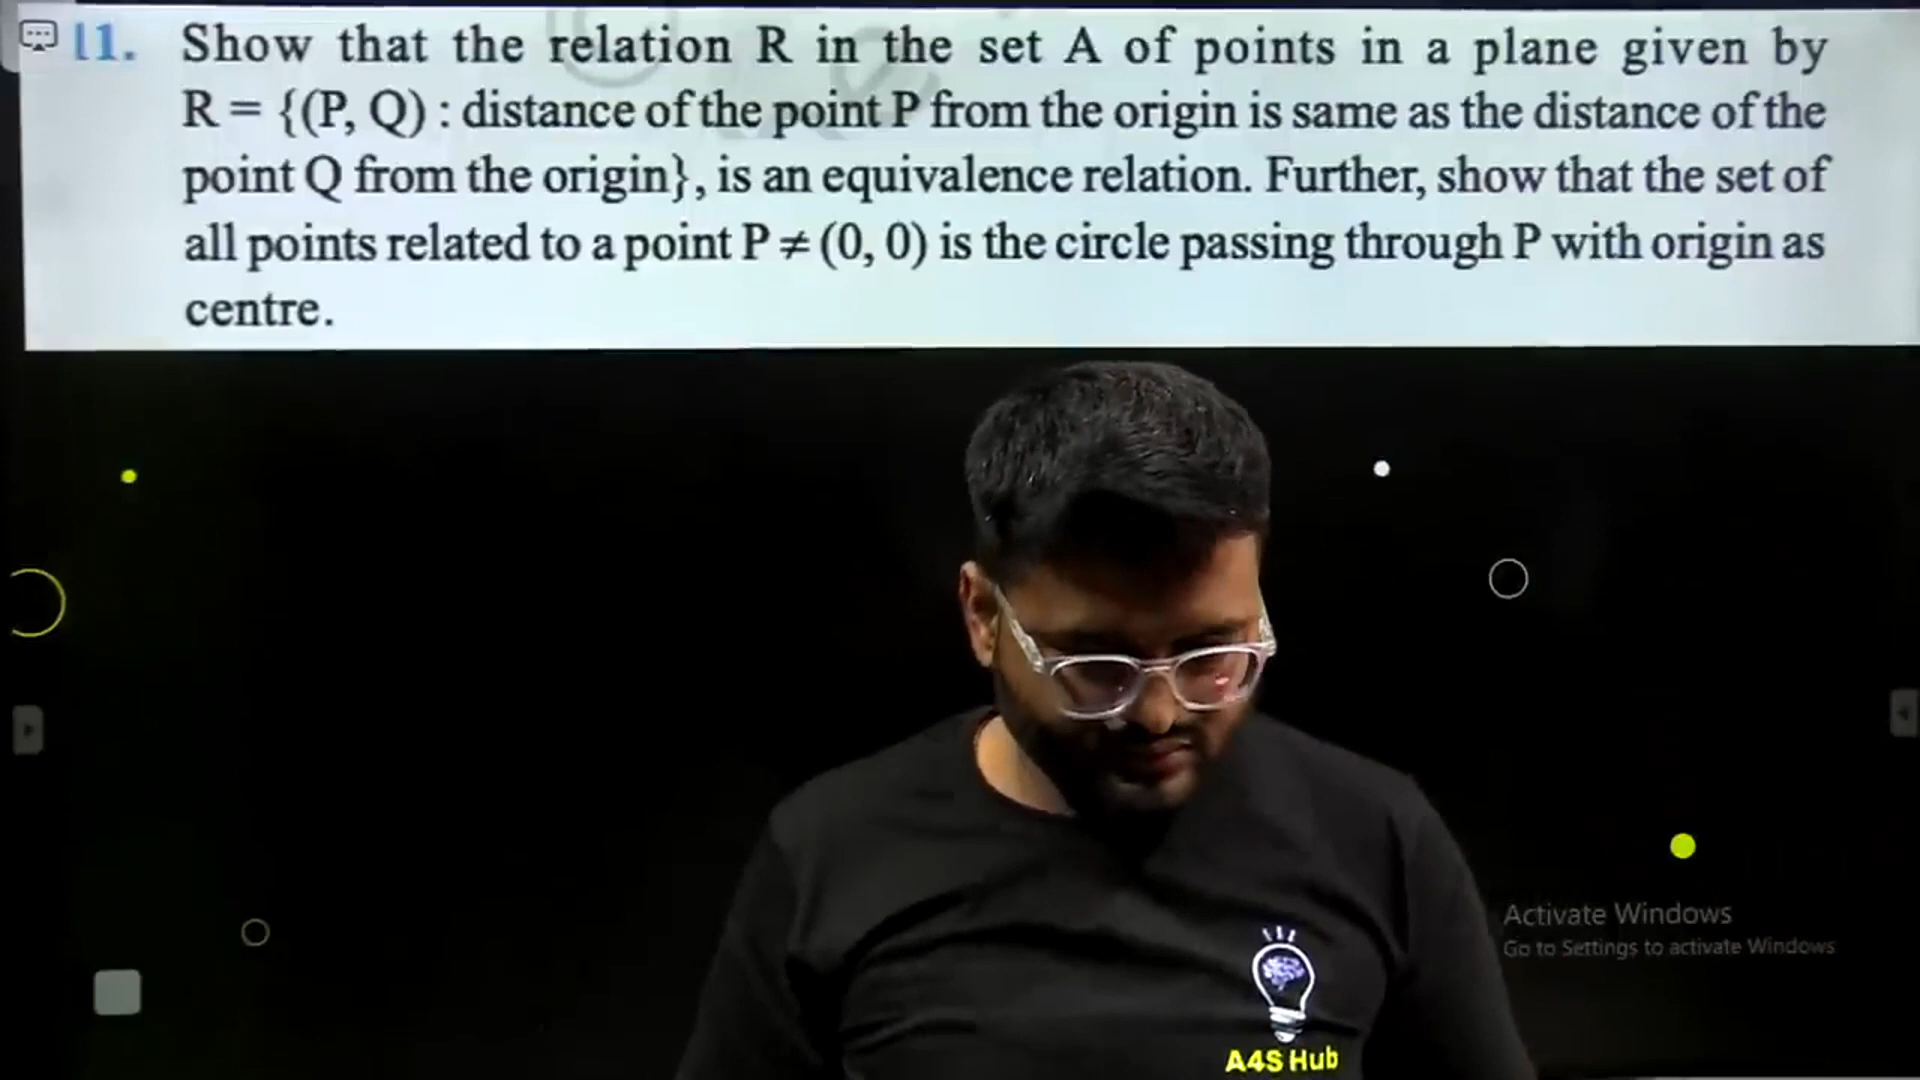 11. Show that the relation R in the set A of points in a plane given by
R = {(P, Q) : distance of the point P from the origin is same as the distance of the
point Q from the origin}, is an equivalence relation. Further, show that the set of
all points related to a point P ≠ (0, 0) is the circle passing through P with origin as
centre.
Activate Windows
Go to Settings to activate Windows
A4S Hub